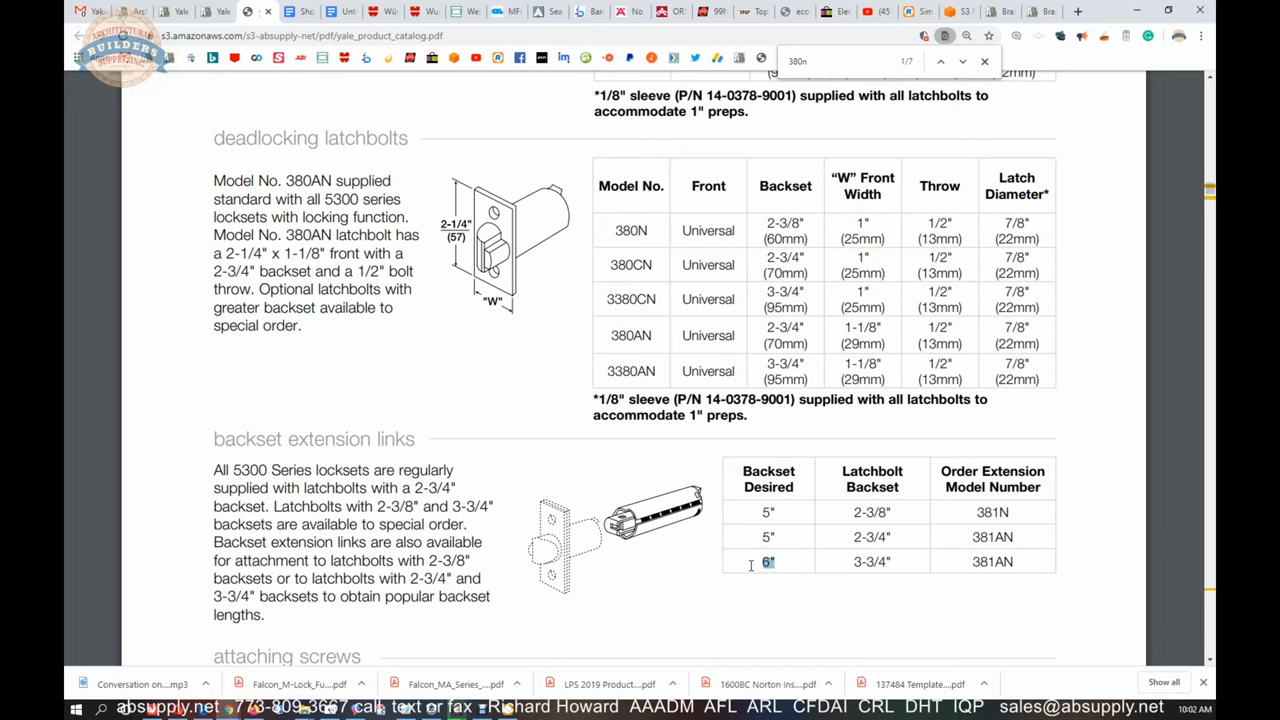 s3.amazonaws.com/s3-absupply-net/pdf/yale_product_catalog.pdf
380n 1/7
ARCHITECTURAL
BUILDERS
SUPPLY INC.
*1/8" sleeve (P/N 14-0378-9001) supplied with all latchbolts to
accommodate 1" preps.
deadlocking latchbolts
Model No. 380AN supplied
standard with all 5300 series
locksets with locking function.
Model No. 380AN latchbolt has
a 2-1/4" x 1-1/8" front with a
2-3/4" backset and a 1/2" bolt
throw. Optional latchbolts with
greater backset available to
special order.
2-1/4"
(57)
"W"
Model No. Front Backset “W” Front Width Throw Latch Diameter*
380N Universal 2-3/8" (60mm) 1" (25mm) 1/2" (13mm) 7/8" (22mm)
380CN Universal 2-3/4" (70mm) 1" (25mm) 1/2" (13mm) 7/8" (22mm)
3380CN Universal 3-3/4" (95mm) 1" (25mm) 1/2" (13mm) 7/8" (22mm)
380AN Universal 2-3/4" (70mm) 1-1/8" (29mm) 1/2" (13mm) 7/8" (22mm)
3380AN Universal 3-3/4" (95mm) 1-1/8" (29mm) 1/2" (13mm) 7/8" (22mm)
*1/8" sleeve (P/N 14-0378-9001) supplied with all latchbolts to
accommodate 1" preps.
backset extension links
All 5300 Series locksets are regularly
supplied with latchbolts with a 2-3/4"
backset. Latchbolts with 2-3/8" and 3-3/4"
backsets are available to special order.
Backset extension links are also available
for attachment to latchbolts with 2-3/8"
backsets or to latchbolts with 2-3/4" and
3-3/4" backsets to obtain popular backset
lengths.
Backset Desired Latchbolt Backset Order Extension Model Number
5" 2-3/8" 381N
5" 2-3/4" 381AN
6" 3-3/4" 381AN
attaching screws
Conversation on....mp3 Falcon_M-Lock_Fu....pdf Falcon_MA_Series_....pdf LPS 2019 Product....pdf 1600BC Norton Ins....pdf 137484 Template....pdf Show all
absupply.net - 773-809-3667 call, text or fax - Richard Howard AAADM AFL ARL CFDAI CRL DHT IQP sales@absupply.net
10:02 AM